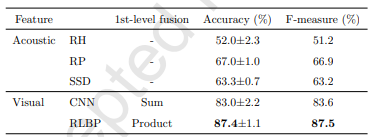 Feature 1st-level fusion Accuracy (%) F-measure (%)
Acoustic RH - 52.0±2.3 51.2
RP - 67.0±1.0 66.9
SSD - 63.3±0.7 63.2
Visual CNN Sum 83.0±2.2 83.6
RLBP Product 87.4±1.1 87.5